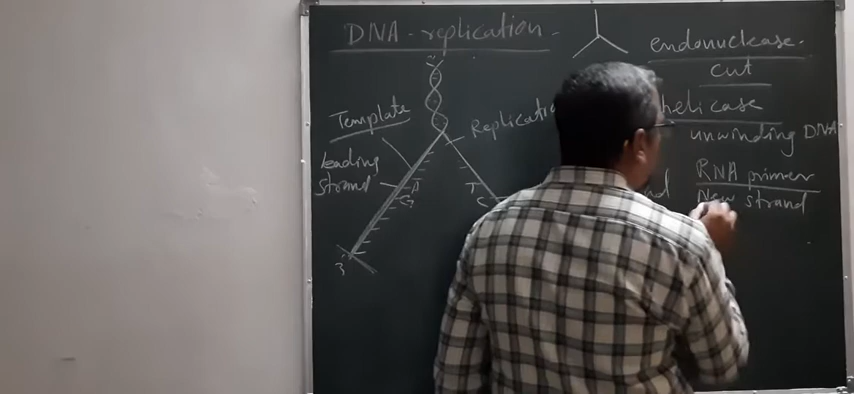 DNA - replication -
endonuclease.
cut
helicase
Template
Replication
unwinding DNA
leading
strand
RNA primer
New strand
A
T
G
C
3'